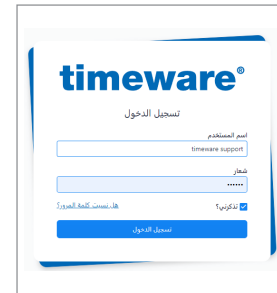 timeware®
تسجيل الدخول
اسم المستخدم
timeware support
شعار
••••••
تذكرني؟
هل نسيت كلمة المرور؟
تسجيل الدخول